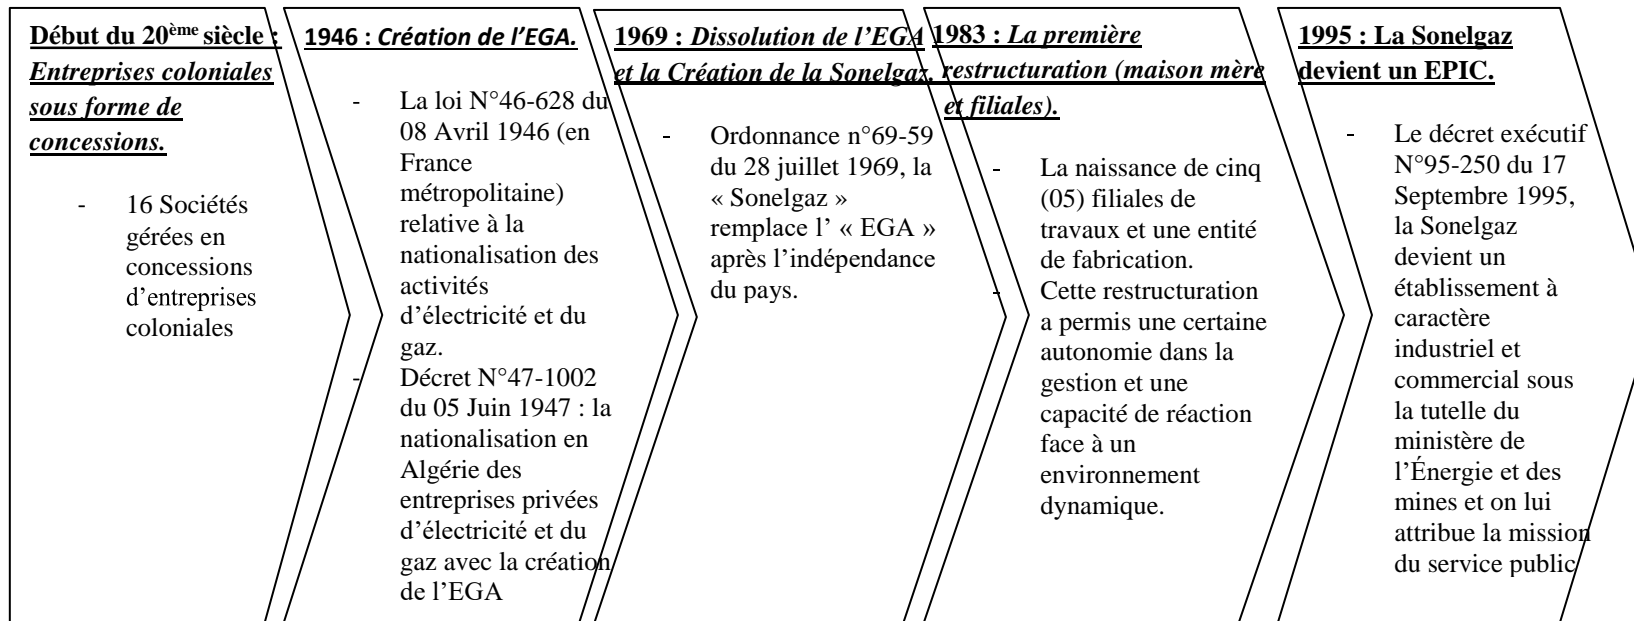 Début du 20ème siècle :
Entreprises coloniales
sous forme de
concessions.
- 16 Sociétés
gérées en
concessions
d’entreprises
coloniales
1946 : Création de l’EGA.
- La loi N°46-628 du
08 Avril 1946 (en
France
métropolitaine)
relative à la
nationalisation des
activités
d’électricité et du
gaz.
- Décret N°47-1002
du 05 Juin 1947 : la
nationalisation en
Algérie des
entreprises privées
d’électricité et du
gaz avec la création
de l’EGA
1969 : Dissolution de l’EGA
et la Création de la Sonelgaz.
- Ordonnance n°69-59
du 28 juillet 1969, la
« Sonelgaz »
remplace l’ « EGA »
après l’indépendance
du pays.
1983 : La première
restructuration (maison mère
et filiales).
- La naissance de cinq
(05) filiales de
travaux et une entité
de fabrication.
- Cette restructuration
a permis une certaine
autonomie dans la
gestion et une
capacité de réaction
face à un
environnement
dynamique.
1995 : La Sonelgaz
devient un EPIC.
- Le décret exécutif
N°95-250 du 17
Septembre 1995,
la Sonelgaz
devient un
établissement à
caractère
industriel et
commercial sous
la tutelle du
ministère de
l’Énergie et des
mines et on lui
attribue la mission
du service public